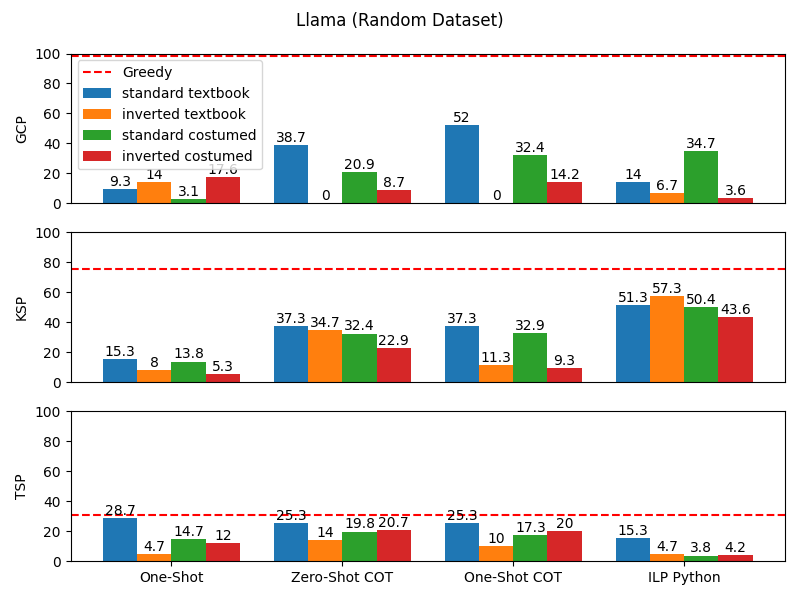 Llama (Random Dataset)
100
80
60
40
20
0
GCP
Greedy
standard textbook
inverted textbook
standard costumed
inverted costumed
9.3 14 3.1 17.6
38.7 0 20.9 8.7
52 0 32.4 14.2
14 6.7 34.7 3.6
100
80
60
40
20
0
KSP
15.3 8 13.8 5.3
37.3 34.7 32.4 22.9
37.3 11.3 32.9 9.3
51.3 57.3 50.4 43.6
100
80
60
40
20
0
TSP
28.7 4.7 14.7 12
25.3 14 19.8 20.7
25.3 10 17.3 20
15.3 4.7 3.8 4.2
One-Shot Zero-Shot COT One-Shot COT ILP Python